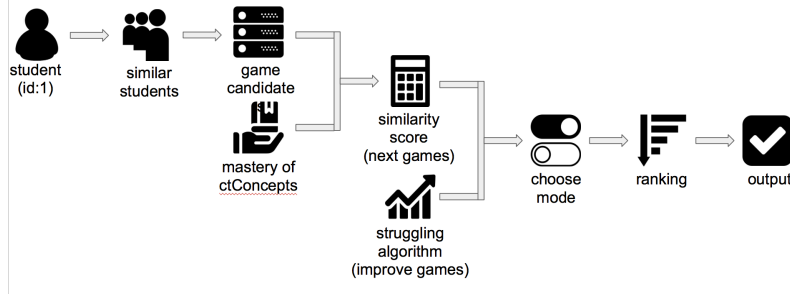 student
(id:1)
similar
students
game
candidate
mastery of
ctConcepts
similarity
score
(next games)
struggling
algorithm
(improve games)
choose
mode
ranking
output